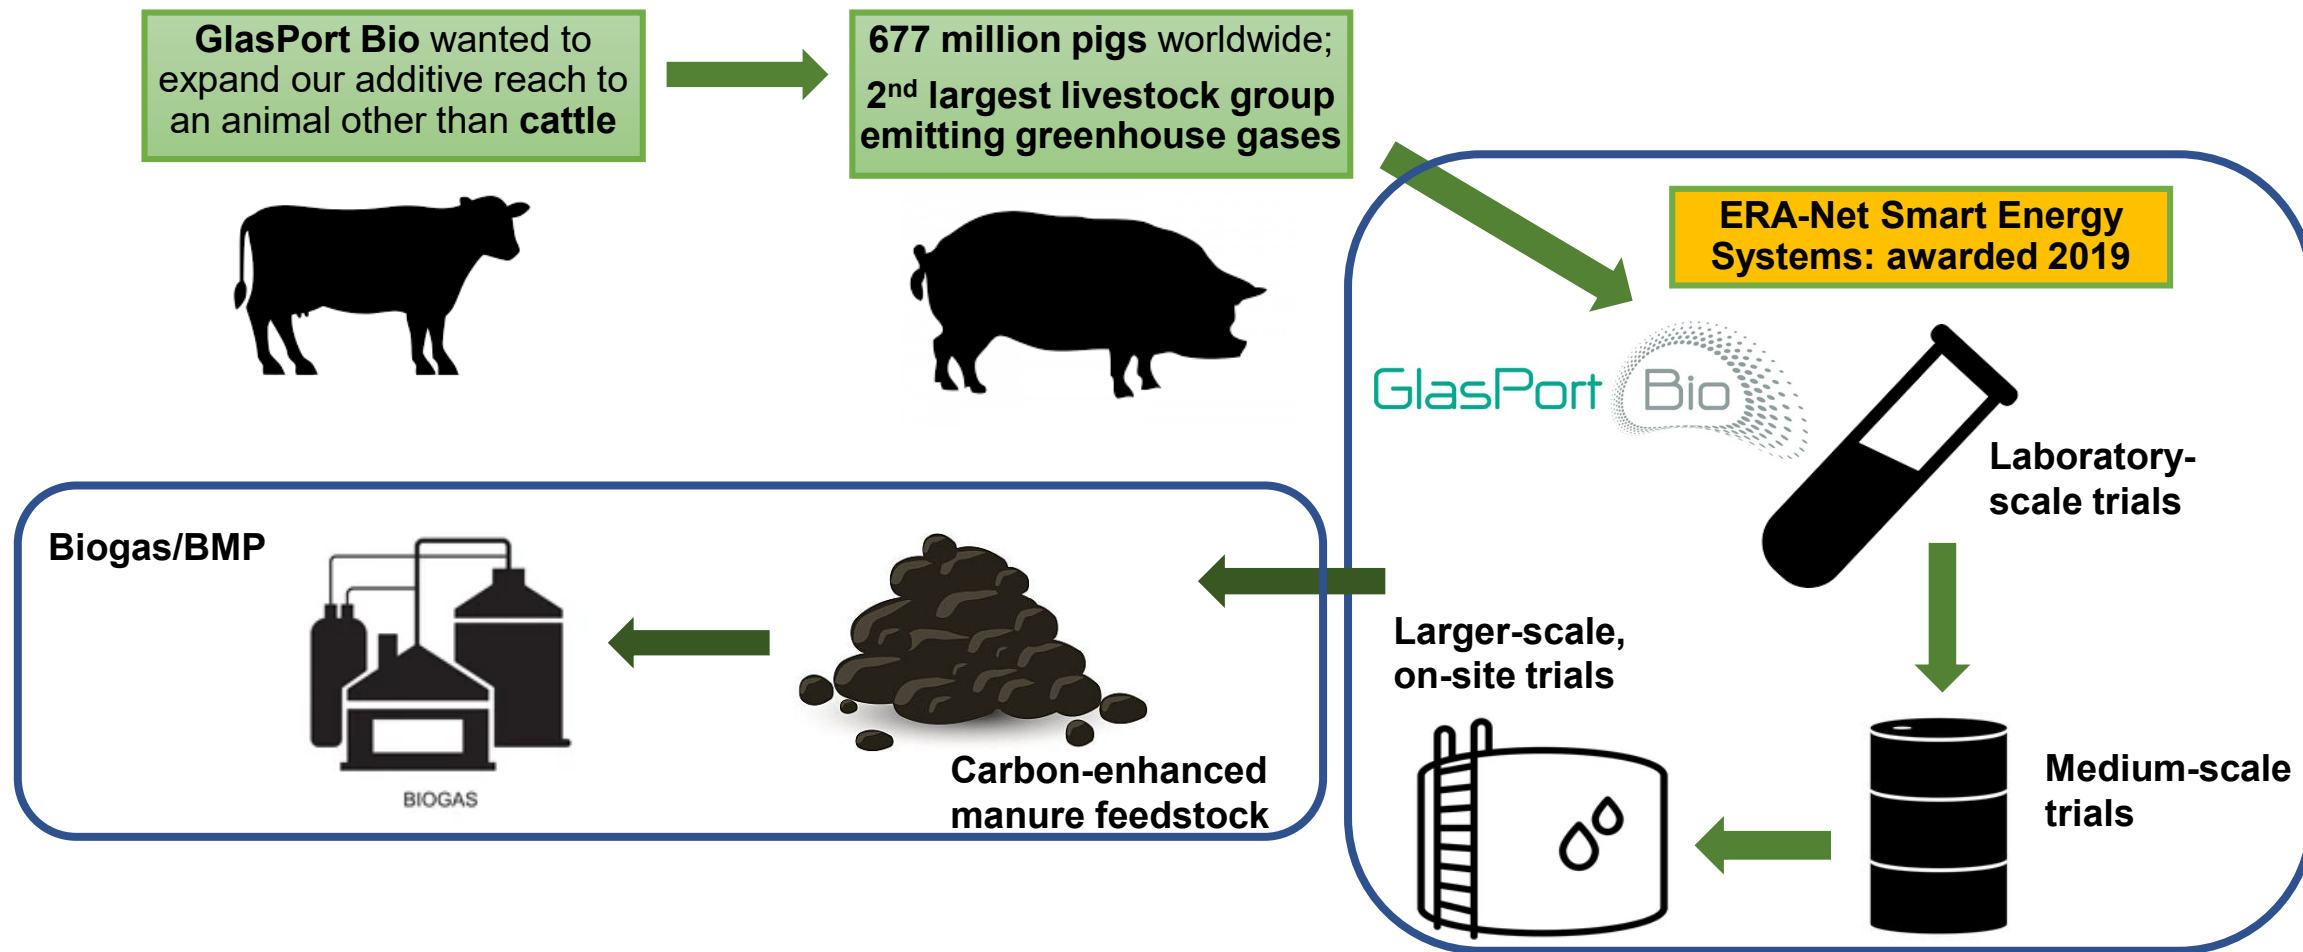 GlasPort Bio wanted to
expand our additive reach to
an animal other than cattle
677 million pigs worldwide;
2nd largest livestock group
emitting greenhouse gases
ERA-Net Smart Energy
Systems: awarded 2019
GlasPort Bio
Laboratory-
scale trials
Medium-scale
trials
Larger-scale,
on-site trials
Carbon-enhanced
manure feedstock
Biogas/BMP
BIOGAS